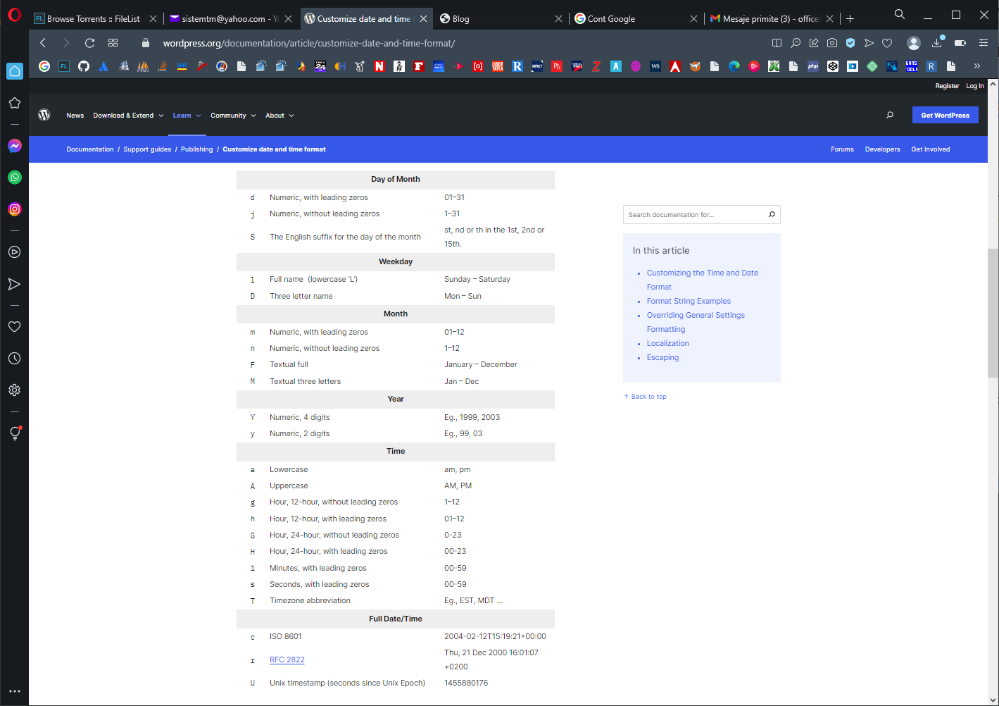 Browse Torrents :: FileList
sistemtm@yahoo.com - Ya
Customize date and time f
Blog
Cont Google
Mesaje primite (3) - office
wordpress.org/documentation/article/customize-date-and-time-format/
Register Log In
News Download & Extend Learn Community About
Get WordPress
Documentation / Support guides / Publishing / Customize date and time format
Forums Developers Get Involved
Day of Month
d Numeric, with leading zeros 01–31
j Numeric, without leading zeros 1–31
S The English suffix for the day of the month st, nd or th in the 1st, 2nd or
15th.
Weekday
l Full name (lowercase ‘L’) Sunday – Saturday
D Three letter name Mon – Sun
Month
m Numeric, with leading zeros 01–12
n Numeric, without leading zeros 1–12
F Textual full January – December
M Textual three letters Jan – Dec
Year
Y Numeric, 4 digits Eg., 1999, 2003
y Numeric, 2 digits Eg., 99, 03
Time
a Lowercase am, pm
A Uppercase AM, PM
g Hour, 12-hour, without leading zeros 1–12
h Hour, 12-hour, with leading zeros 01–12
G Hour, 24-hour, without leading zeros 0-23
H Hour, 24-hour, with leading zeros 00-23
i Minutes, with leading zeros 00-59
s Seconds, with leading zeros 00-59
T Timezone abbreviation Eg., EST, MDT ...
Full Date/Time
c ISO 8601 2004-02-12T15:19:21+00:00
r RFC 2822 Thu, 21 Dec 2000 16:01:07
+0200
U Unix timestamp (seconds since Unix Epoch) 1455880176
Search documentation for...
In this article
Customizing the Time and Date
Format
Format String Examples
Overriding General Settings
Formatting
Localization
Escaping
↑ Back to top